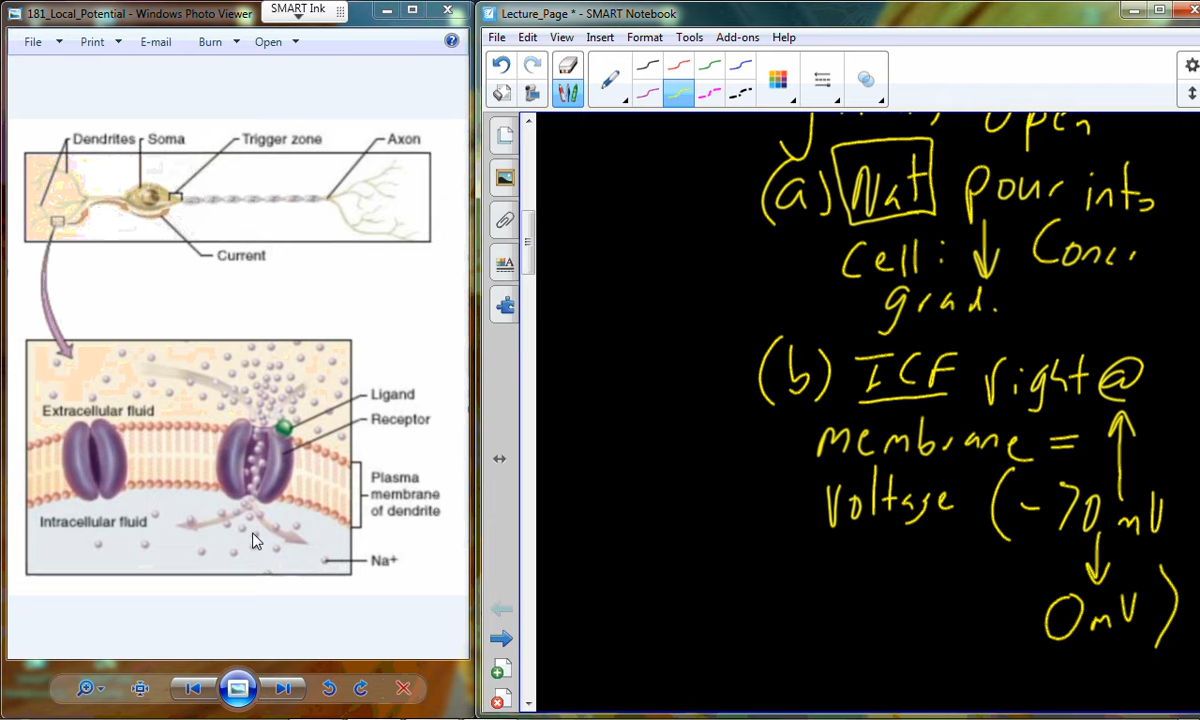 181_Local_Potential - Windows Photo Viewer
SMART Ink
File Print E-mail Burn Open
Dendrites Soma Trigger zone Axon
Current
Extracellular fluid
Ligand
Receptor
Plasma
membrane
of dendrite
Intracellular fluid
Na+
Lecture_Page * - SMART Notebook
File Edit View Insert Format Tools Add-ons Help
open
(a) Na+ pour into
cell: ↓ Conc.
grad.
(b) ICF right @
membrane = ↑
voltage (-70 mV
↓
0mV)